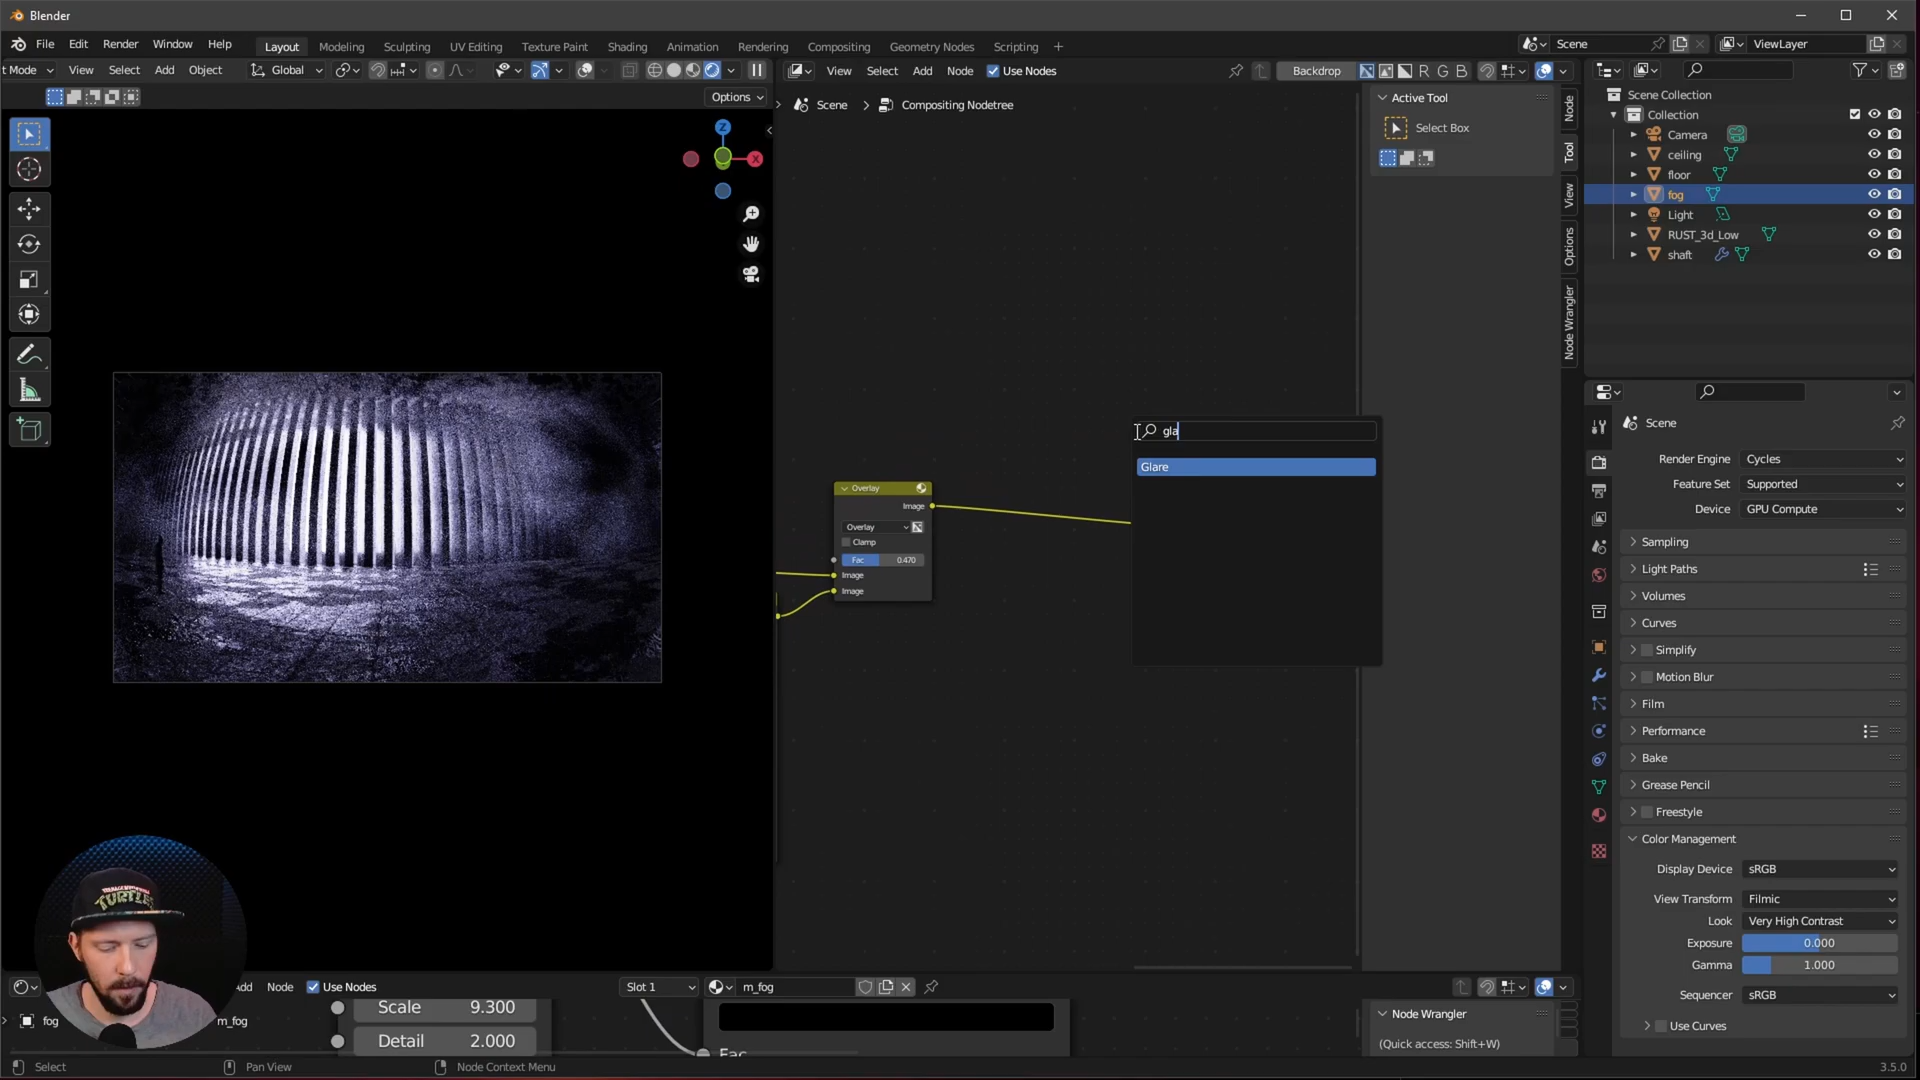 Blender
File Edit Render Window Help
Layout Modeling Sculpting UV Editing Texture Paint Shading Animation Rendering Compositing Geometry Nodes Scripting +
Scene ViewLayer
t Mode View Select Add Object Global
View Select Add Node Use Nodes Backdrop R G B
Options
Scene > Compositing Nodetree
Z
X
Active Tool
Select Box
Node
Tool
View
Options
Node Wrangler
Scene Collection
Collection
Camera
ceiling
floor
fog
Light
RUST_3d_Low
shaft
gla
Glare
Overlay
Image
Overlay
Clamp
Fac 0.470
Image
Image
Scene
Render Engine Cycles
Feature Set Supported
Device GPU Compute
Sampling
Light Paths
Volumes
Curves
Simplify
Motion Blur
Film
Performance
Bake
Grease Pencil
Freestyle
Color Management
Display Device sRGB
View Transform Filmic
Look Very High Contrast
Exposure 0.000
Gamma 1.000
Sequencer sRGB
Use Curves
TURTLE
dd Node Use Nodes Slot 1 m_fog
fog m_fog
Scale 9.300
Detail 2.000
Fac
Node Wrangler
(Quick access: Shift+W)
Select Pan View Node Context Menu 3.5.0